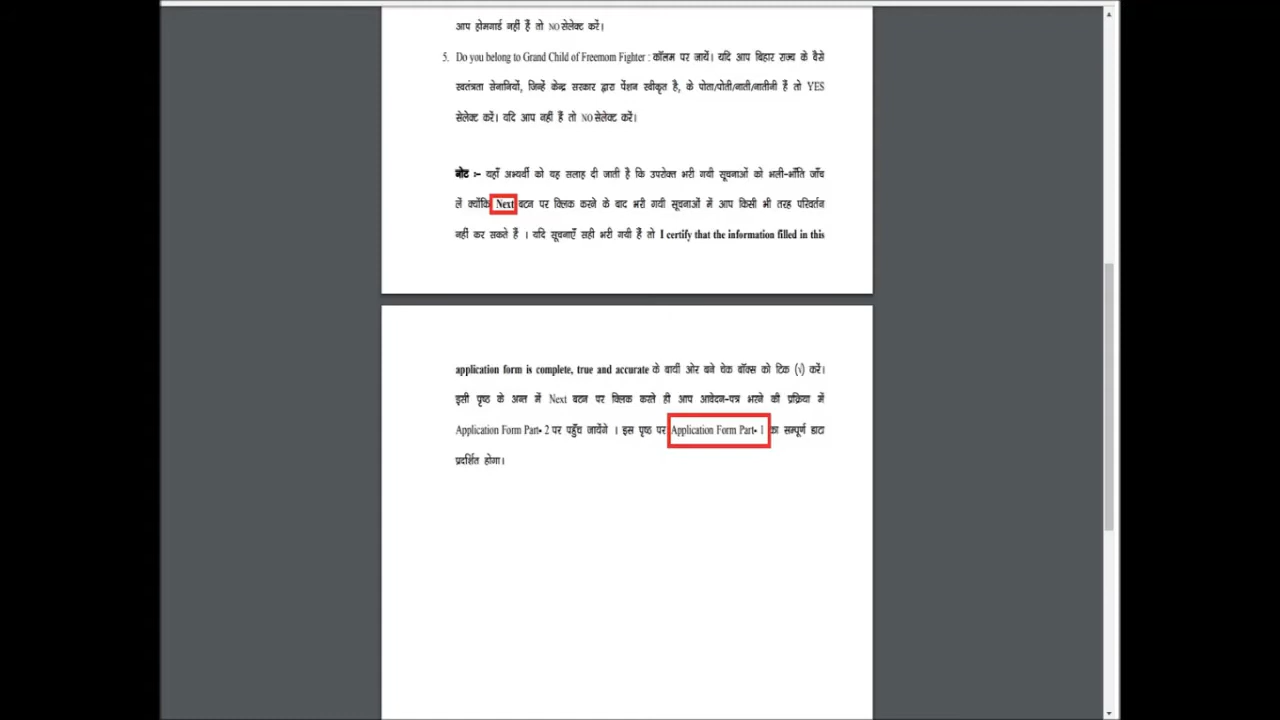 आप होमगार्ड नहीं हैं तो NO सेलेक्ट करें।
5. Do you belong to Grand Child of Freemom Fighter : कॉलम पर जायें। यदि आप बिहार राज्य के वैसे
स्वतंत्रता सेनानियों, जिन्हें केन्द्र सरकार द्वारा पेंशन स्वीकृत है, के पोता/पोती/नाती/नातीनी हैं तो YES
सेलेक्ट करें। यदि आप नहीं हैं तो NO सेलेक्ट करें।
नोट :- यहाँ अभ्यर्थी को यह सलाह दी जाती है कि उपरोक्त भरी गयी सूचनाओं को भली-भाँति जाँच
लें क्योंकि Next बटन पर क्लिक करने के बाद भरी गयी सूचनाओं में आप किसी भी तरह परिवर्तन
नहीं कर सकते हैं । यदि सूचनाएँ सही भरी गयी हैं तो I certify that the information filled in this
application form is complete, true and accurate के बायीं ओर बने चेक बॉक्स को टिक (√) करें।
इसी पृष्ठ के अन्त में Next बटन पर क्लिक करते ही आप आवेदन-पत्र भरने की प्रक्रिया में
Application Form Part- 2 पर पहुँच जायेंगे । इस पृष्ठ पर Application Form Part- 1 का सम्पूर्ण डाटा
प्रदर्शित होगा।